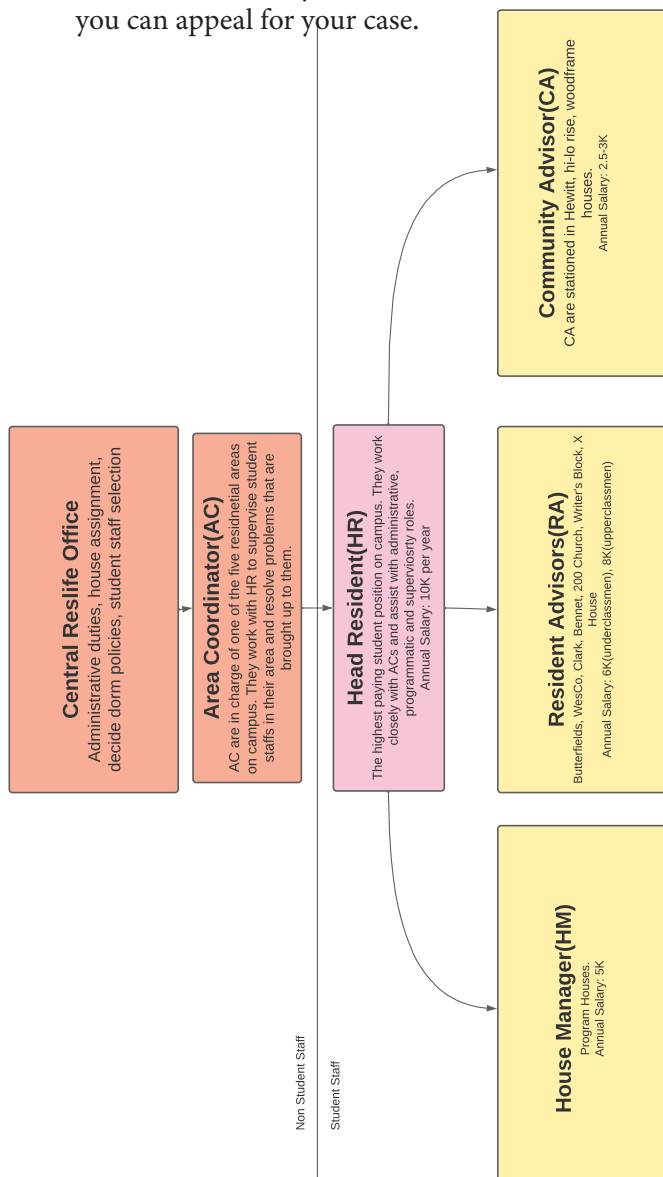 you can appeal for your case.
Central Reslife Office
Administrative duties, house assignment,
decide dorm policies, student staff selection
Area Coordinator(AC)
AC are in charge of one of the five residnetial areas
on campus. They work with HR to supervise student
staffs in their area and resolve problems that are
brought up to them.
Non Student Staff
Student Staff
Head Resident(HR)
The highest paying student position on campus. They work
closely with ACs and assist with administrative,
programmatic and superviosrty roles.
Annual Salary: 10K per year
House Manager(HM)
Program Houses.
Annual Salary: 5K
Resident Advisors(RA)
Butterfields, WesCo, Clark, Bennet, 200 Church, Writer's Block, X
House
Annual Salary: 6K(underclassmen), 8K(upperclassmen)
Community Advisor(CA)
CA are stationed in Hewitt, hi-lo rise, woodframe
houses.
Annual Salary: 2.5-3K